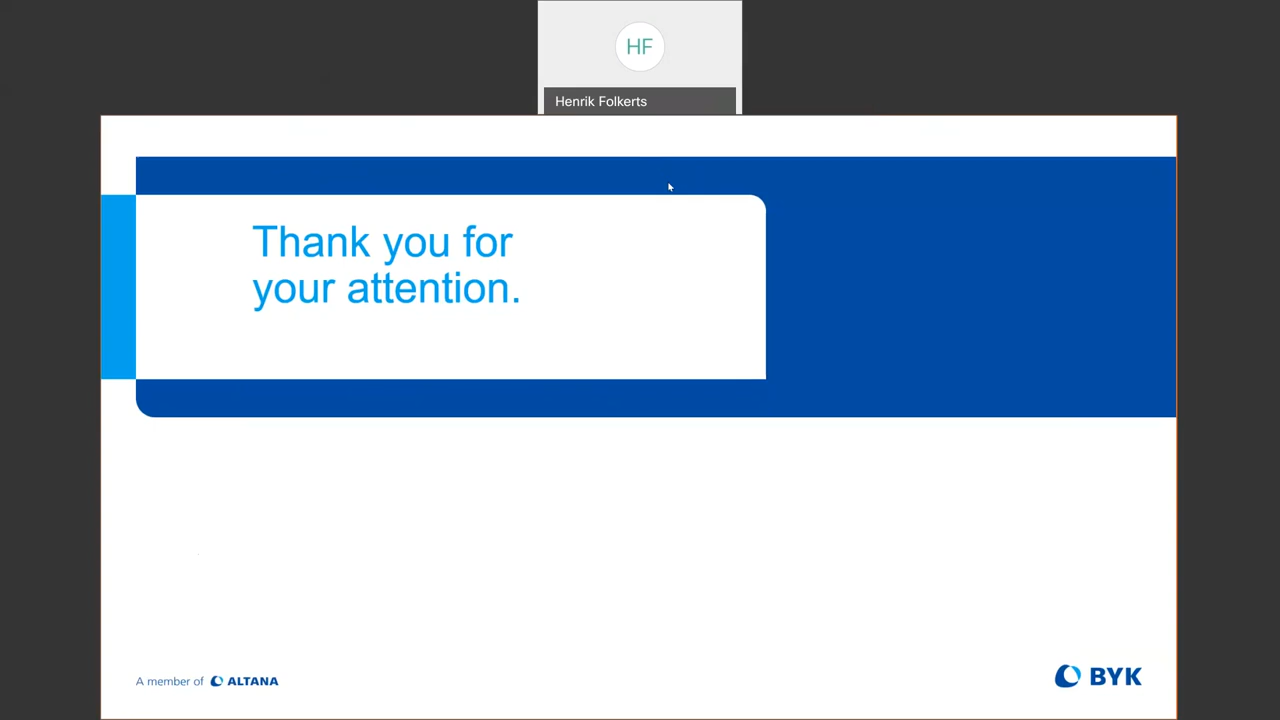 HF
Henrik Folkerts
Thank you for
your attention.
A member of ALTANA
BYK